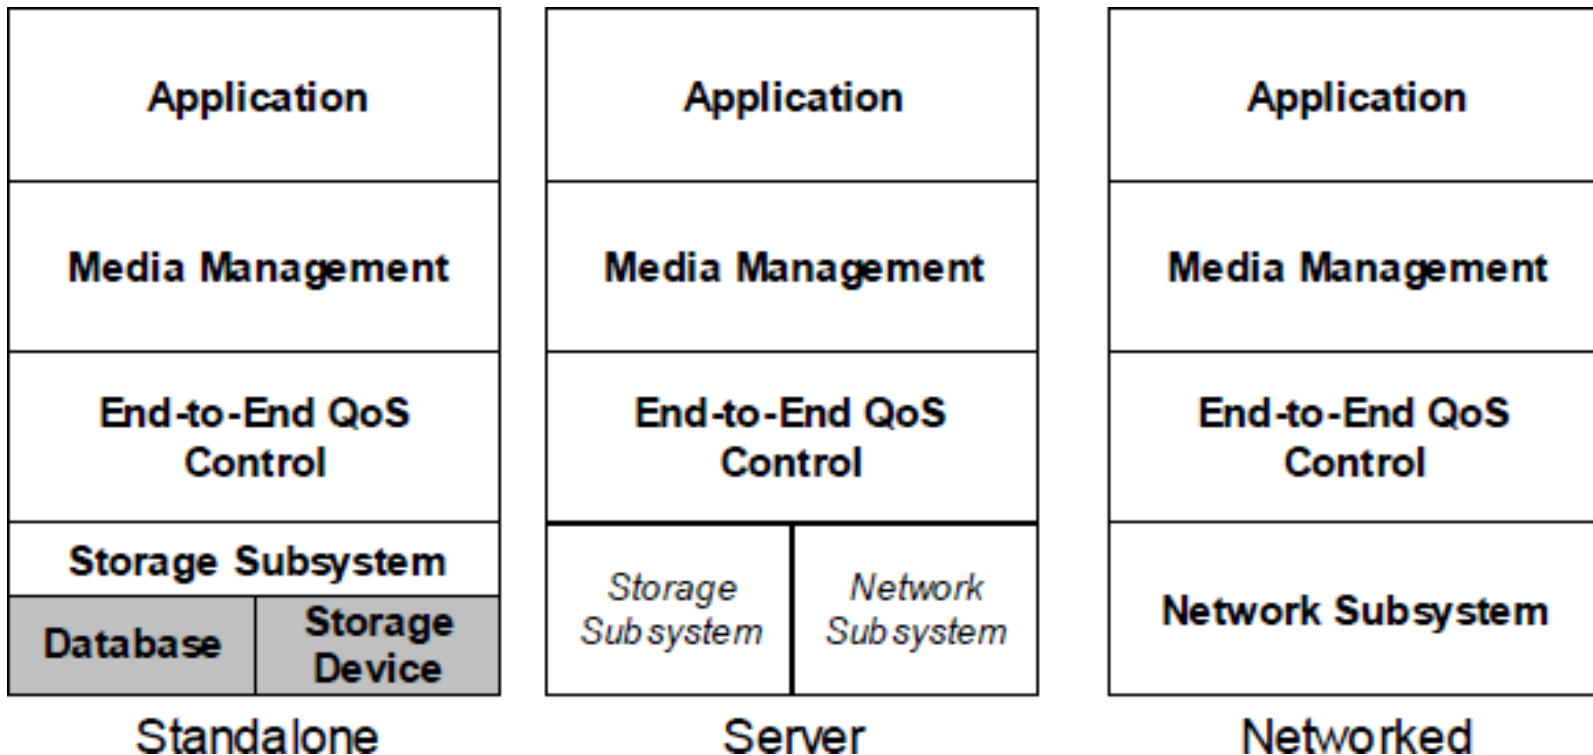 Application
Media Management
End-to-End QoS
Control
Storage Subsystem
Database
Storage
Device
Standalone
Application
Media Management
End-to-End QoS
Control
Storage
Subsystem
Network
Subsystem
Server
Application
Media Management
End-to-End QoS
Control
Network Subsystem
Networked